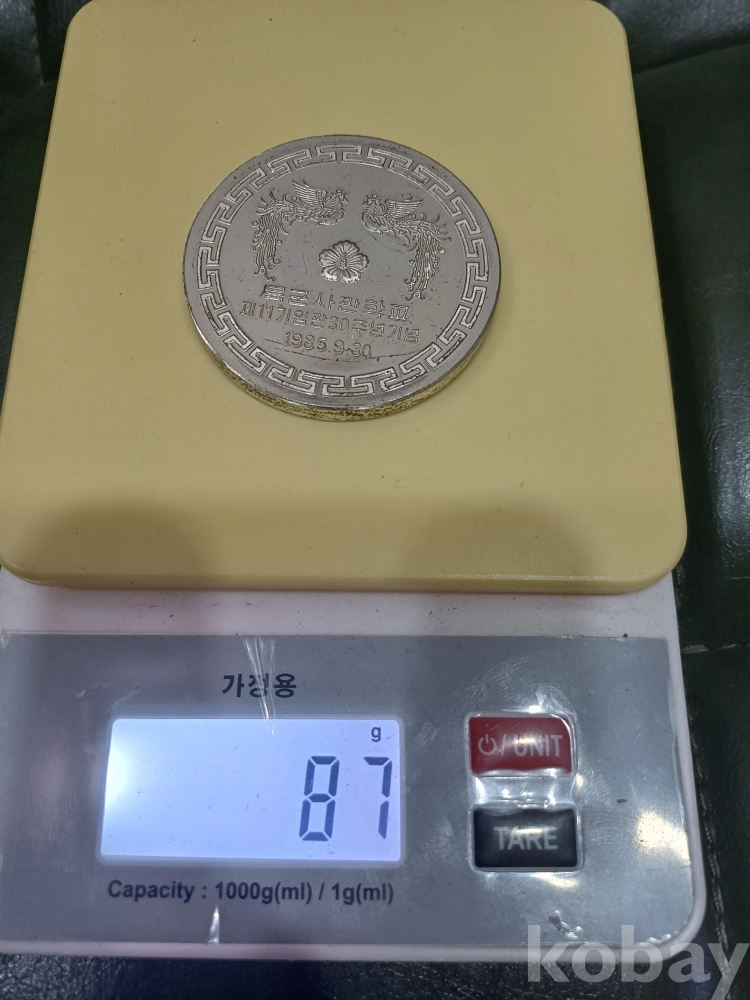 육군사관학교
제11기임관30주년기념
1985.9.30
가정용
g
87
⏻/ UNIT
TARE
Capacity : 1000g(ml) / 1g(ml)
kobay